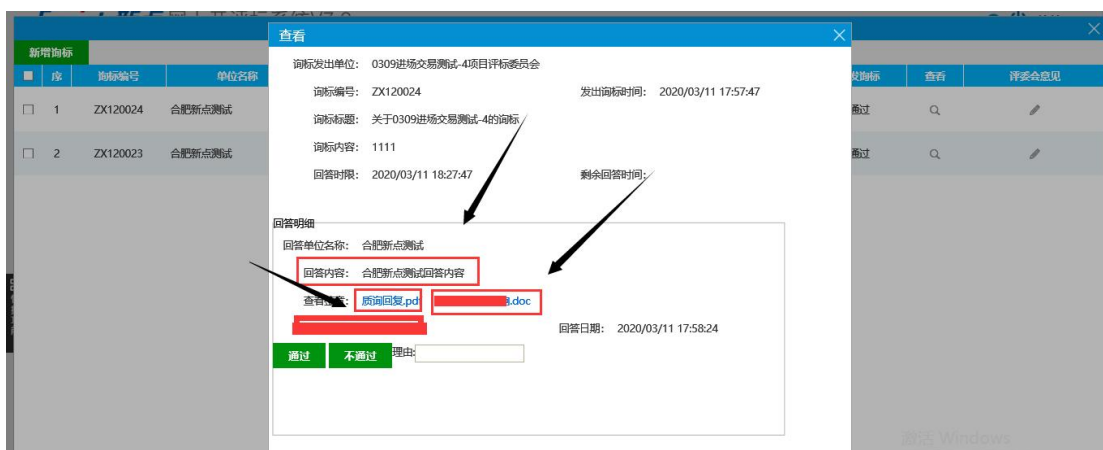 查看
新增询标
序 询标编号 单位名称 发询标 查看 评委会意见
1 ZX120024 合肥新点测试 通过
2 ZX120023 合肥新点测试 通过
询标发出单位: 0309进场交易测试-4项目评标委员会
询标编号: ZX120024 发出询标时间: 2020/03/11 17:57:47
询标标题: 关于0309进场交易测试-4的询标
询标内容: 1111
回答时限: 2020/03/11 18:27:47 剩余回答时间:
回答明细
回答单位名称: 合肥新点测试
回答内容: 合肥新点测试回答内容
查看 质询回复.pdf .doc
回答日期: 2020/03/11 17:58:24
通过 不通过 理由:
激活 Windows